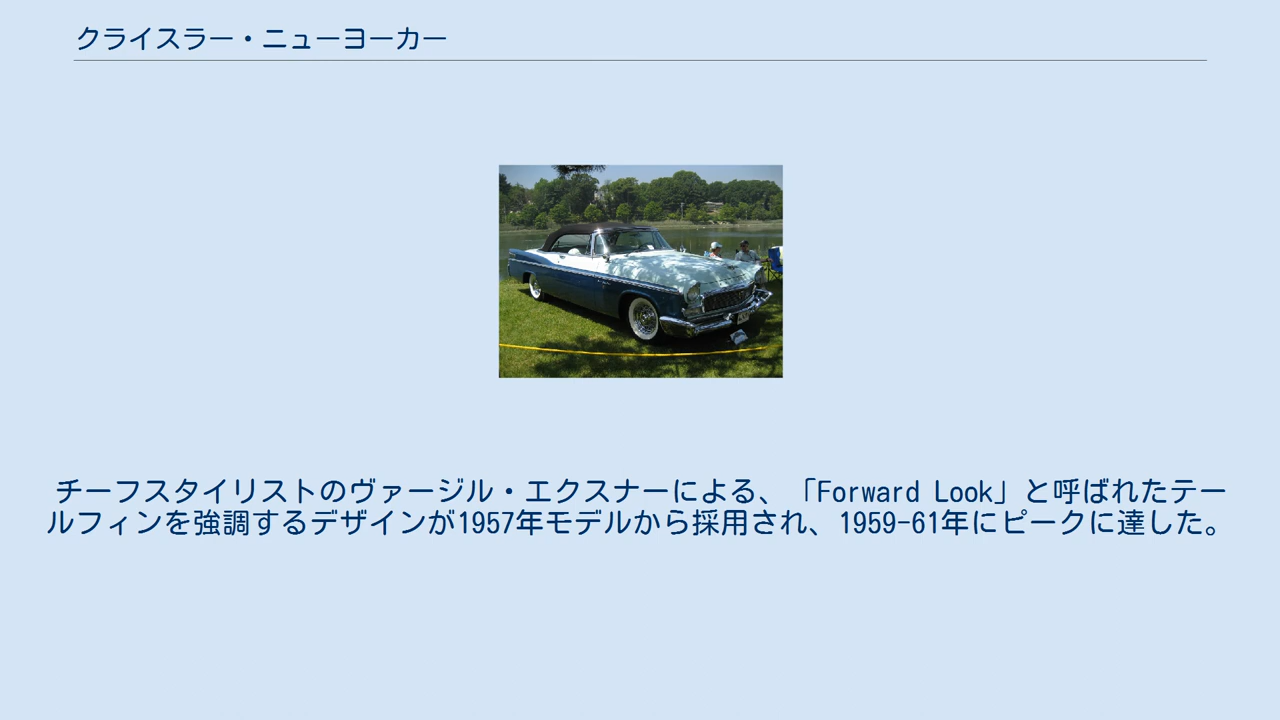 クライスラー・ニューヨーカー
チーフスタイリストのヴァージル・エクスナーによる、「Forward Look」と呼ばれたテー
ルフィンを強調するデザインが1957年モデルから採用され、1959-61年にピークに達した。